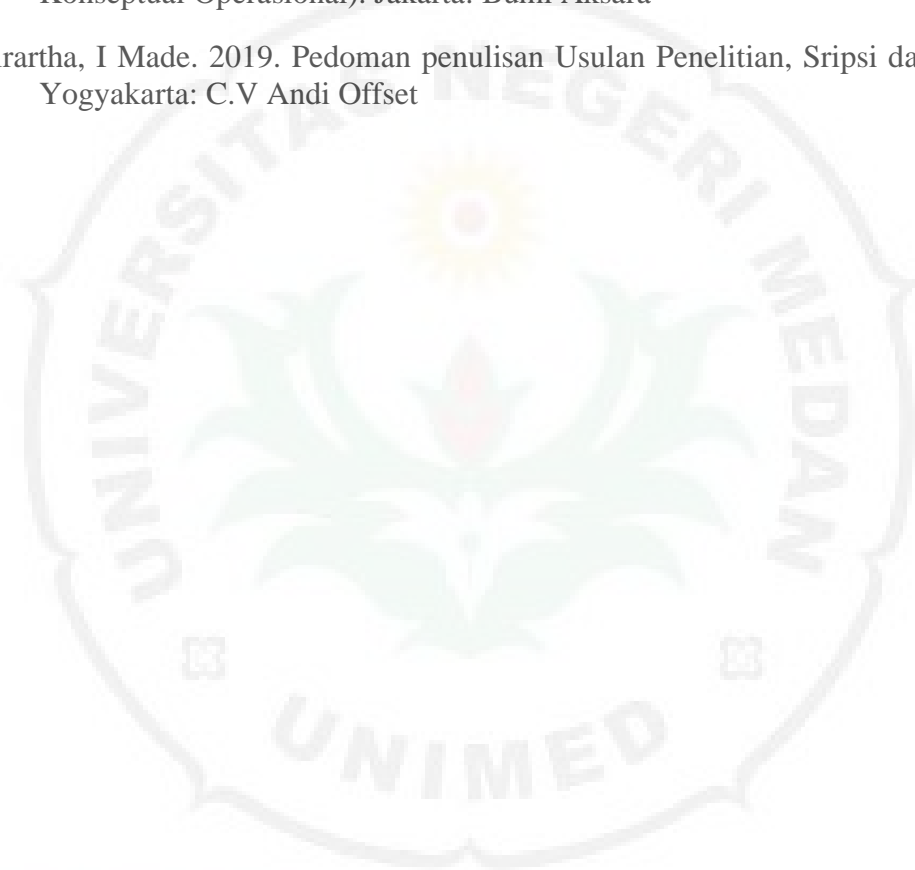 Konseptual Operasional). Jakarta: Bumi Aksara
irartha, I Made. 2019. Pedoman penulisan Usulan Penelitian, Sripsi da
Yogyakarta: C.V Andi Offset
UNIVERSITAS NEGERI MEDAN
UNIMED